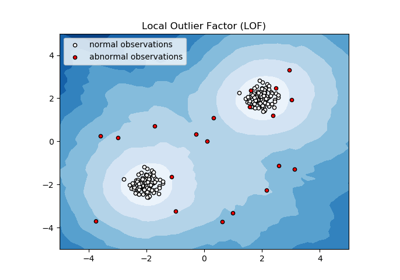 Local Outlier Factor (LOF)
normal observations
abnormal observations
4
2
0
−2
−4
−4 −2 0 2 4